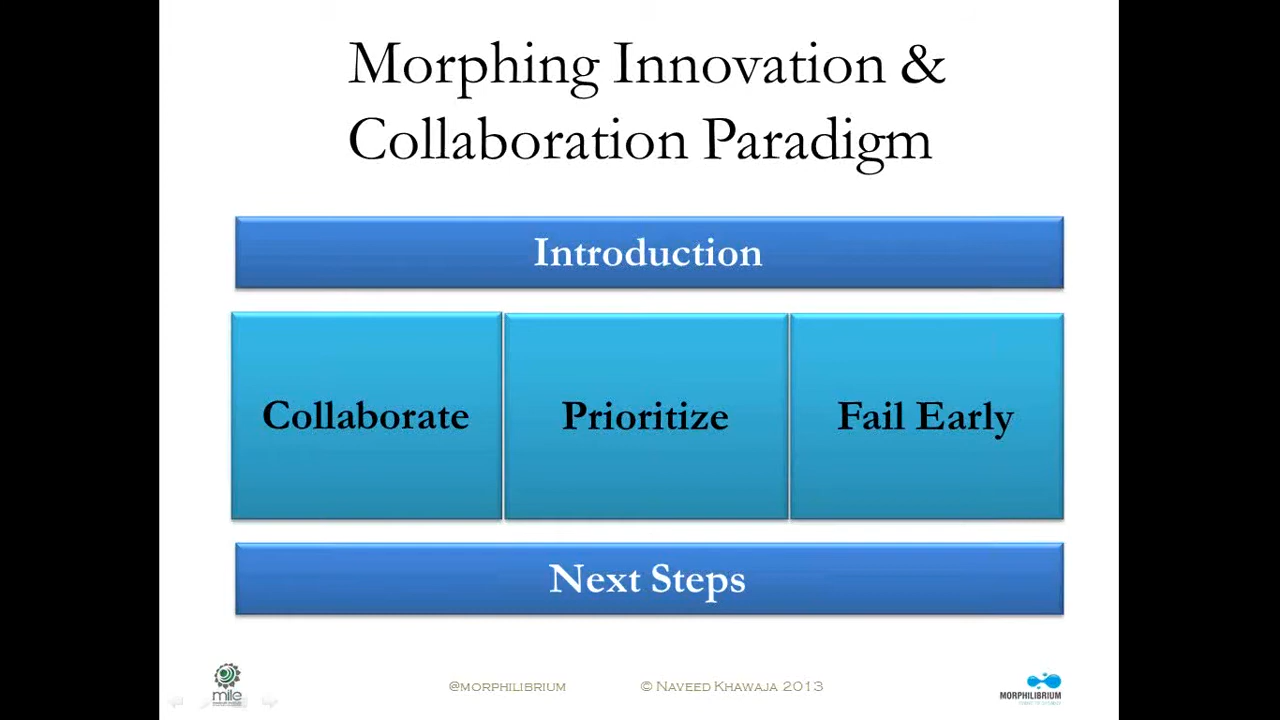 Morphing Innovation &
Collaboration Paradigm
Introduction
Collaborate
Prioritize
Fail Early
Next Steps
mile
@MORPHILIBRIUM
© NAVEED KHAWAJA 2013
MORPHILIBRIUM